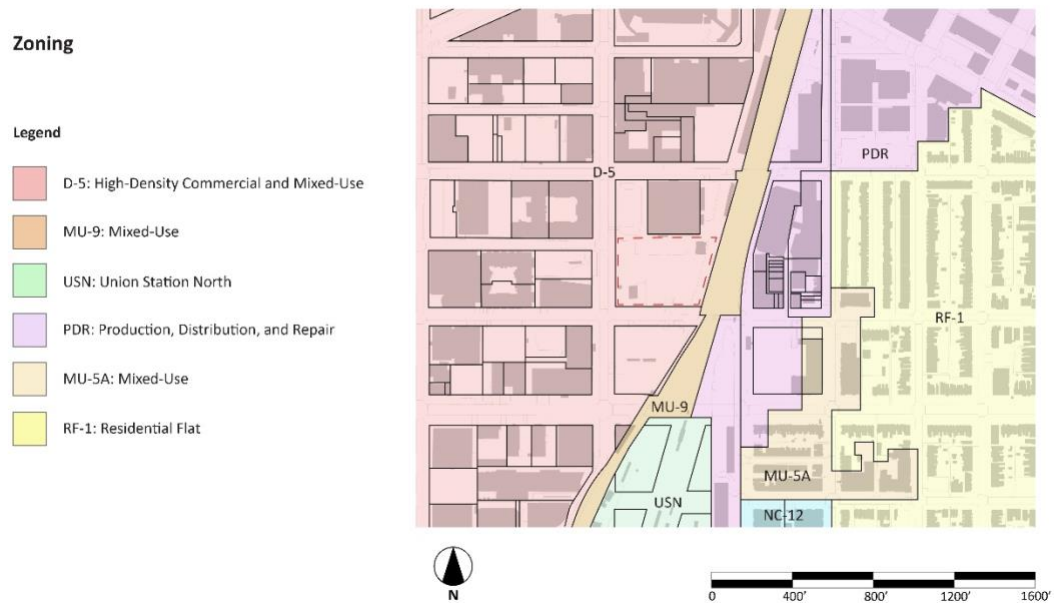 Zoning
Legend
D-5: High-Density Commercial and Mixed-Use
MU-9: Mixed-Use
USN: Union Station North
PDR: Production, Distribution, and Repair
MU-5A: Mixed-Use
RF-1: Residential Flat
PDR
D-5
RF-1
MU-9
MU-5A
USN
NC-12
N
0 400' 800' 1200' 1600'